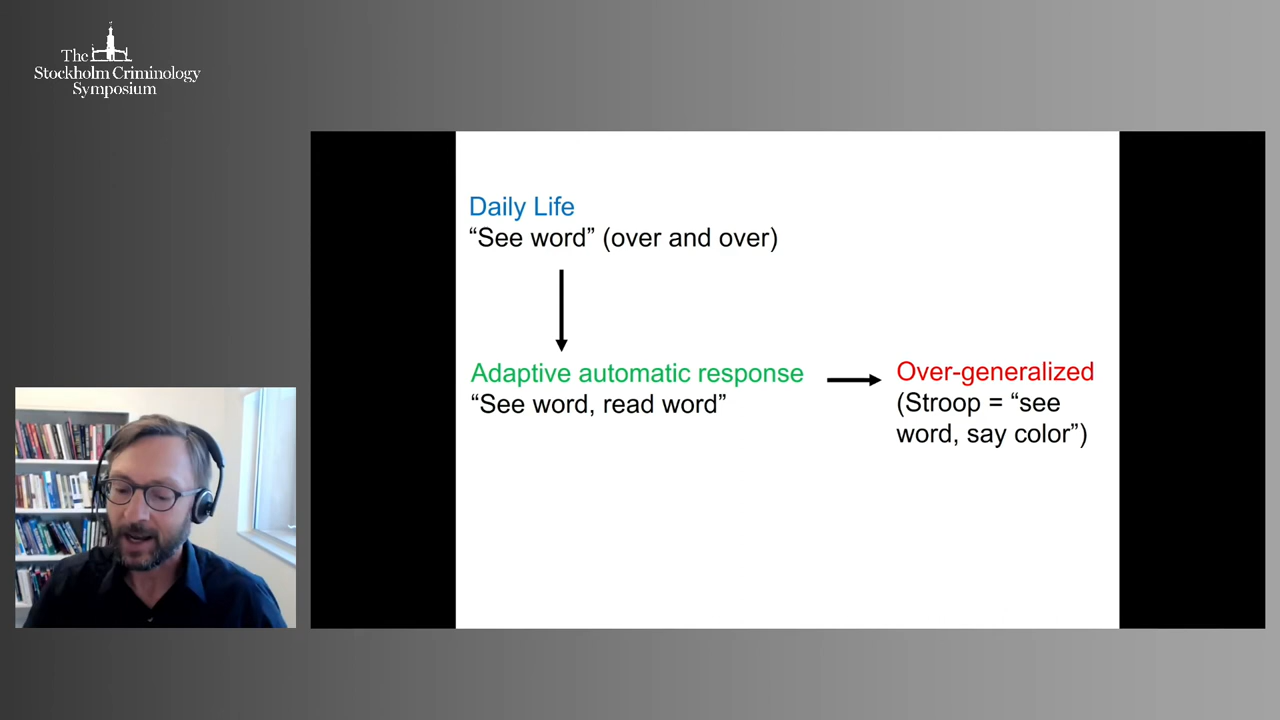 The
Stockholm Criminology
Symposium
Daily Life
“See word” (over and over)
Adaptive automatic response
“See word, read word”
Over-generalized
(Stroop = “see
word, say color”)